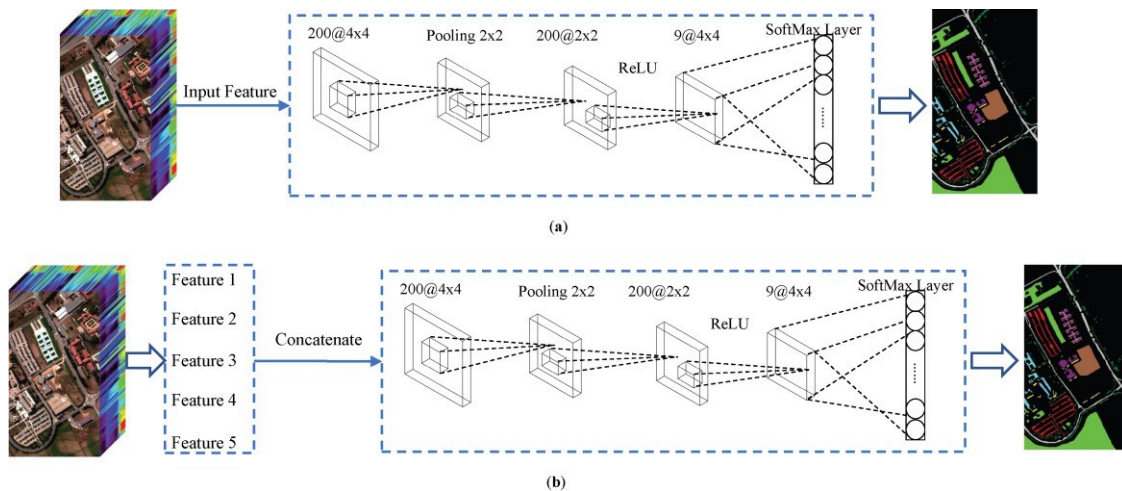 200@4x4 Pooling 2x2 200@2x2 9@4x4 SoftMax Layer
ReLU
Input Feature
(a)
Feature 1
Feature 2
Feature 3
Feature 4
Feature 5
Concatenate
200@4x4 Pooling 2x2 200@2x2 9@4x4 SoftMax Layer
ReLU
(b)